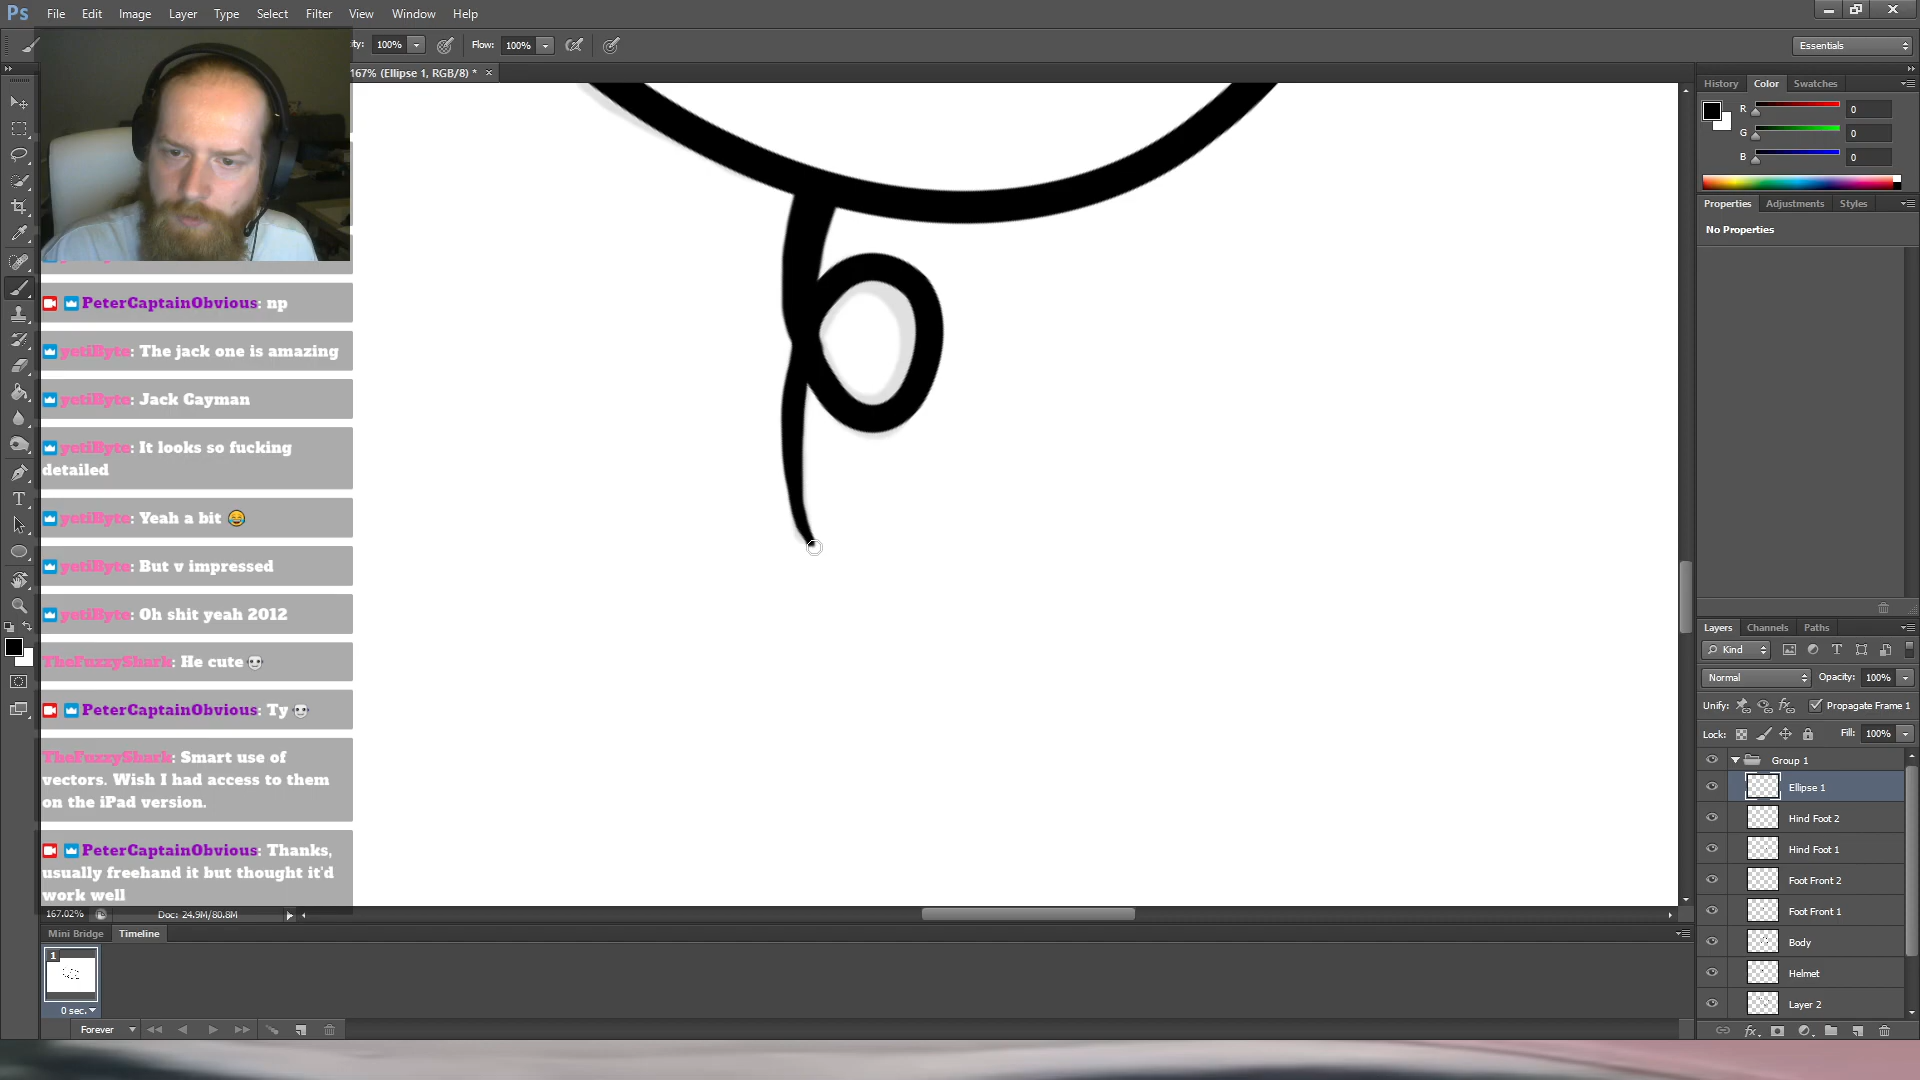 Ps File Edit Image Layer Type Select Filter View Window Help
ity: 100% Flow: 100% Essentials
167% (Ellipse 1, RGB/8) * ×
History Color Swatches
R 0
G 0
B 0
Properties Adjustments Styles
No Properties
PeterCaptainObvious: np
yetiByte: The jack one is amazing
yetiByte: Jack Cayman
yetiByte: It looks so fucking
detailed
yetiByte: Yeah a bit 😂
yetiByte: But v impressed
yetiByte: Oh shit yeah 2012
TheFuzzyShark: He cute
PeterCaptainObvious: Ty
TheFuzzyShark: Smart use of
vectors. Wish I had access to them
on the iPad version.
PeterCaptainObvious: Thanks,
usually freehand it but thought it'd
work well
Layers Channels Paths
Kind
Normal Opacity: 100%
Unify: Propagate Frame 1
Lock: Fill: 100%
Group 1
Ellipse 1
Hind Foot 2
Hind Foot 1
Foot Front 2
Foot Front 1
Body
Helmet
Layer 2
167.02% Doc: 24.9M/80.8M
Mini Bridge Timeline
1
0 sec.
Forever